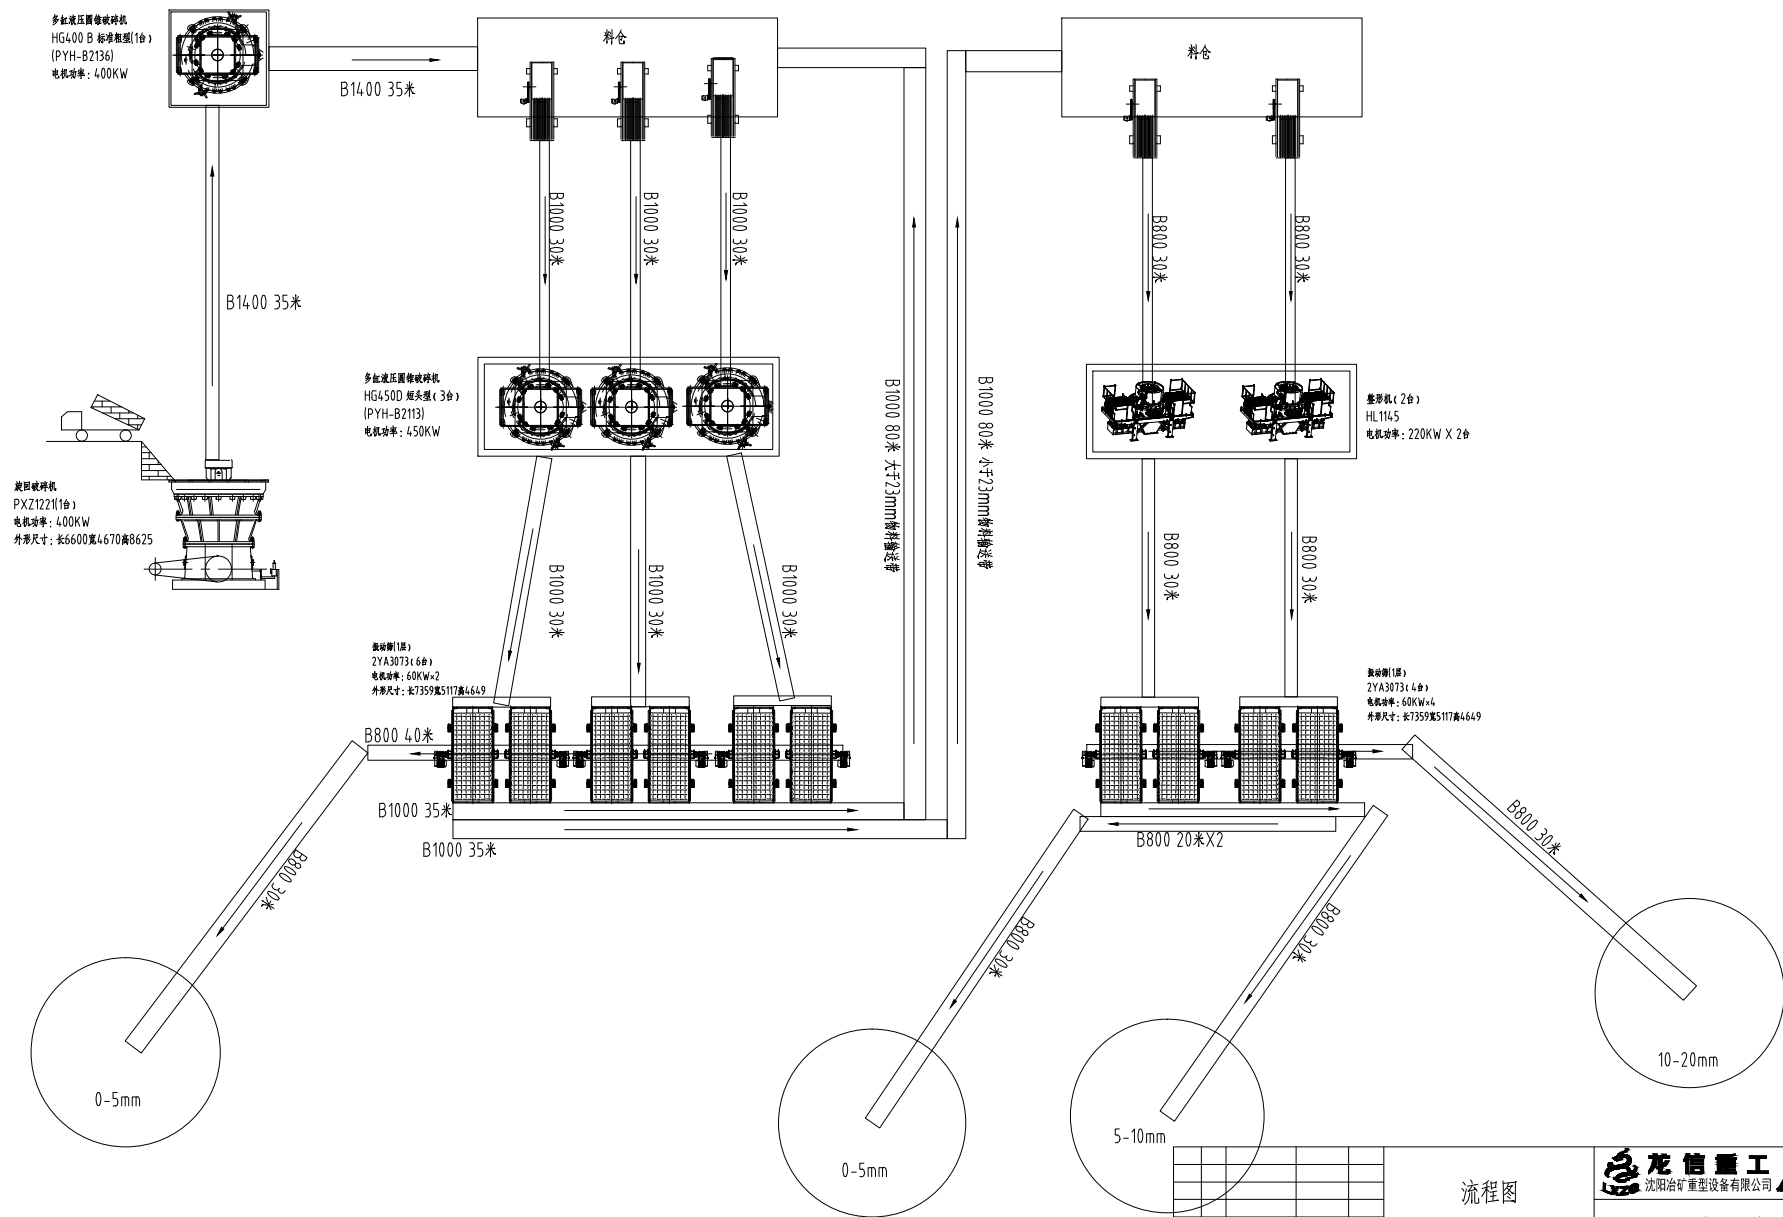 多缸液压圆锥破碎机
HG400 B 标准粗型(1台)
(PYH-B2136)
电机功率: 400KW
B1400 35米
料仓
料仓
B1000 30米
B1000 30米
B1000 30米
B800 30米
B800 30米
B1400 35米
多缸液压圆锥破碎机
HG450D 短头型(3台)
(PYH-B2113)
电机功率: 450KW
B1000 80米 大于23mm物料输送带
B1000 80米 小于23mm物料输送带
整形机(2台)
HL1145
电机功率: 220KW X 2台
旋回破碎机
PXZ1221(1台)
电机功率: 400KW
外形尺寸: 长6600宽4670高8625
B1000 30米
B1000 30米
B1000 30米
B800 30米
B800 30米
振动筛(1层)
2YA3073(6台)
电机功率: 60KW×2
外形尺寸: 长7359宽5117高4649
振动筛(1层)
2YA3073(4台)
电机功率: 60KW×4
外形尺寸: 长7359宽5117高4649
B800 40米
B1000 35米
B1000 35米
B800 20米X2
B800 30米
B800 30米
B800 30米
B800 30米
0-5mm
0-5mm
5-10mm
10-20mm
流程图
LXZG
龙信重工
沈阳冶矿重型设备有限公司